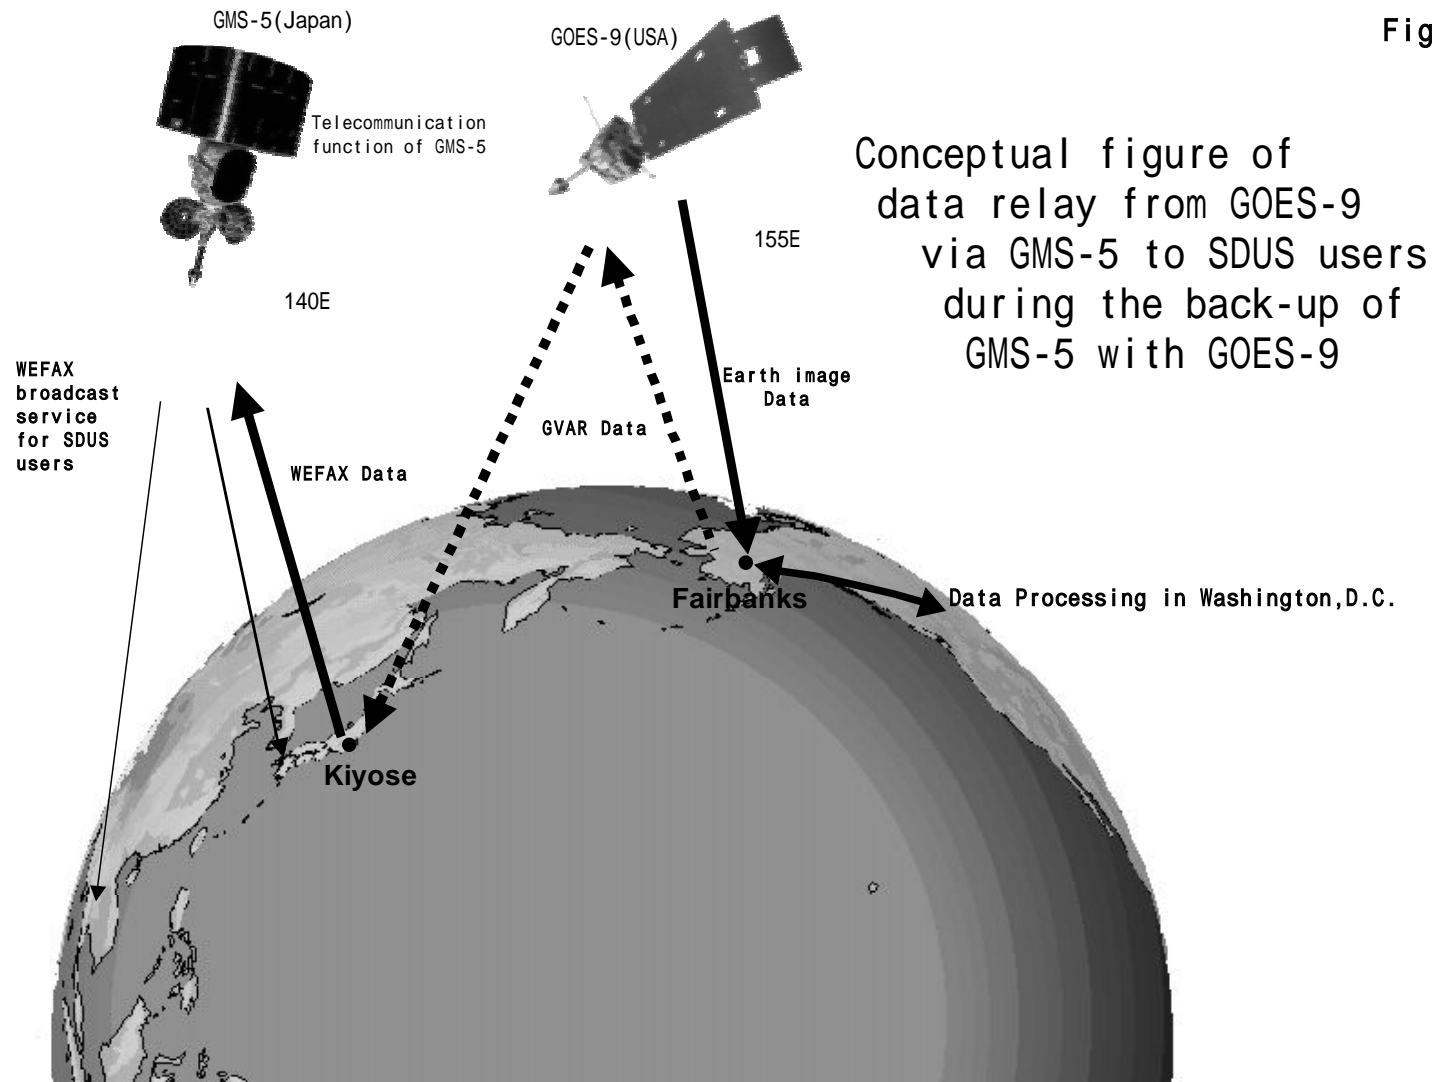 GMS-5(Japan)
GOES-9(USA)
Fig
Telecommunication
function of GMS-5
Conceptual figure of
data relay from GOES-9
via GMS-5 to SDUS users
during the back-up of
GMS-5 with GOES-9
155E
140E
WEFAX
broadcast
service
for SDUS
users
Earth image
Data
GVAR Data
WEFAX Data
Fairbanks
Data Processing in Washington,D.C.
Kiyose